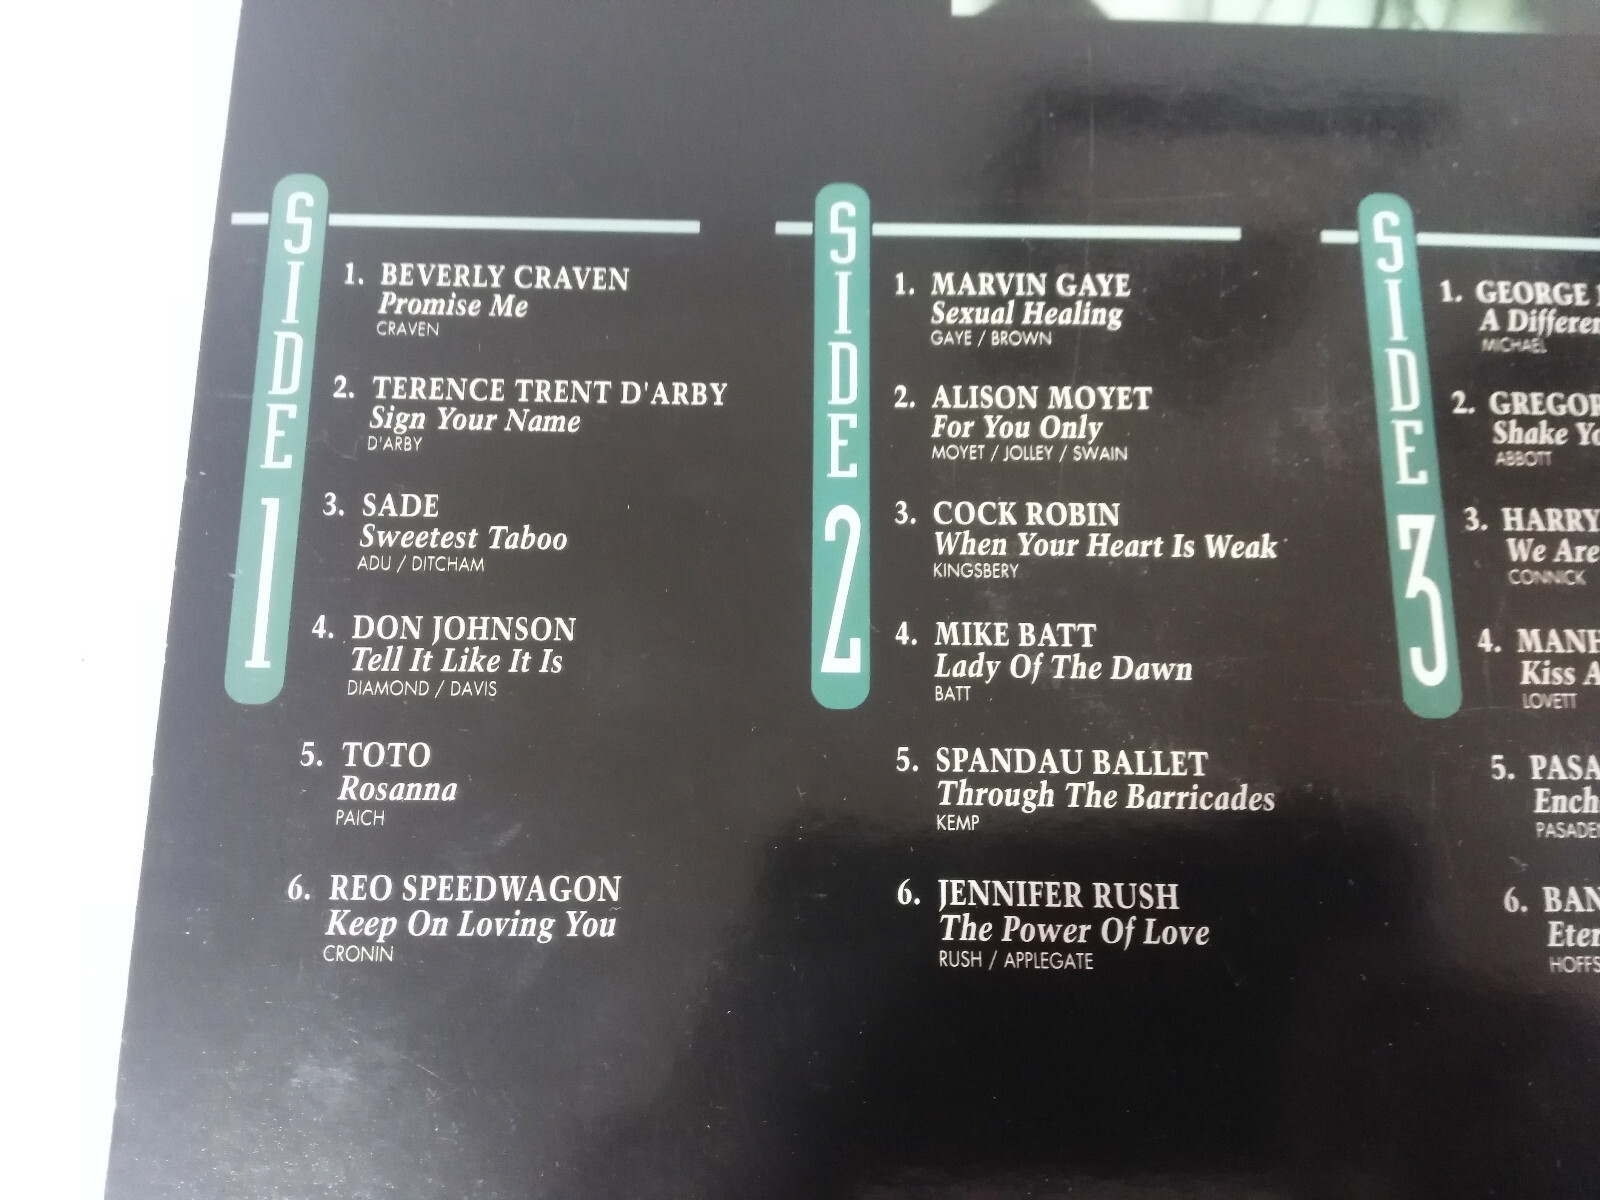 SIDE 1
1. BEVERLY CRAVEN
Promise Me
CRAVEN
2. TERENCE TRENT D'ARBY
Sign Your Name
D'ARBY
3. SADE
Sweetest Taboo
ADU / DITCHAM
4. DON JOHNSON
Tell It Like It Is
DIAMOND / DAVIS
5. TOTO
Rosanna
PAICH
6. REO SPEEDWAGON
Keep On Loving You
CRONIN
SIDE 2
1. MARVIN GAYE
Sexual Healing
GAYE / BROWN
2. ALISON MOYET
For You Only
MOYET / JOLLEY / SWAIN
3. COCK ROBIN
When Your Heart Is Weak
KINGSBERY
4. MIKE BATT
Lady Of The Dawn
BATT
5. SPANDAU BALLET
Through The Barricades
KEMP
6. JENNIFER RUSH
The Power Of Love
RUSH / APPLEGATE
SIDE 3
1. GEORGE
A
MICHAEL
2.
Shake
ABBOTT
3. HARRY
We Are
CONNICK
4.
Kiss
LOVETT
5.
6.